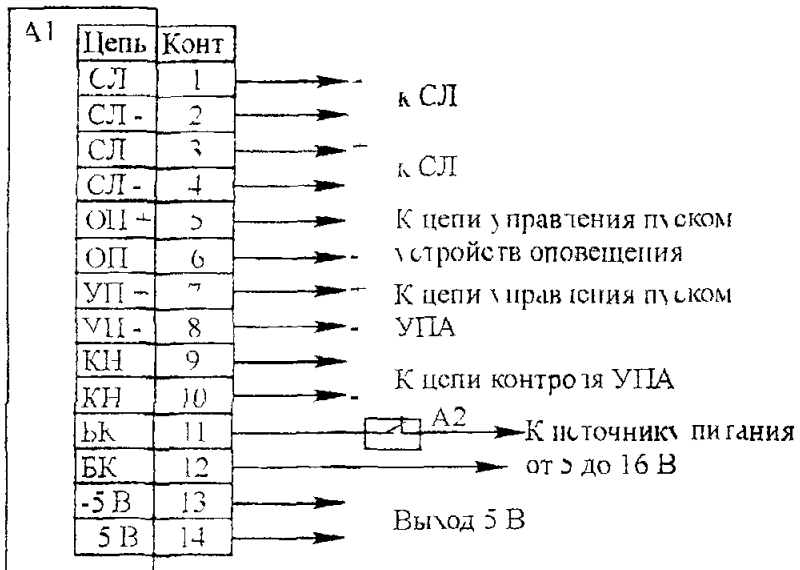 A1
Цепь Конт
СЛ 1
СЛ - 2
СЛ 3
СЛ - 4
к СЛ
к СЛ
ОП + 5
ОП 6
К цепи управления пуском
устройств оповещения
УП - 7
УП - 8
К цепи управления пуском
УПА
КН 9
КН 10
К цепи контроля УПА
БК 11
A2
К источнику питания
БК 12
от 5 до 16 В
-5 В 13
5 В 14
Выход 5 В